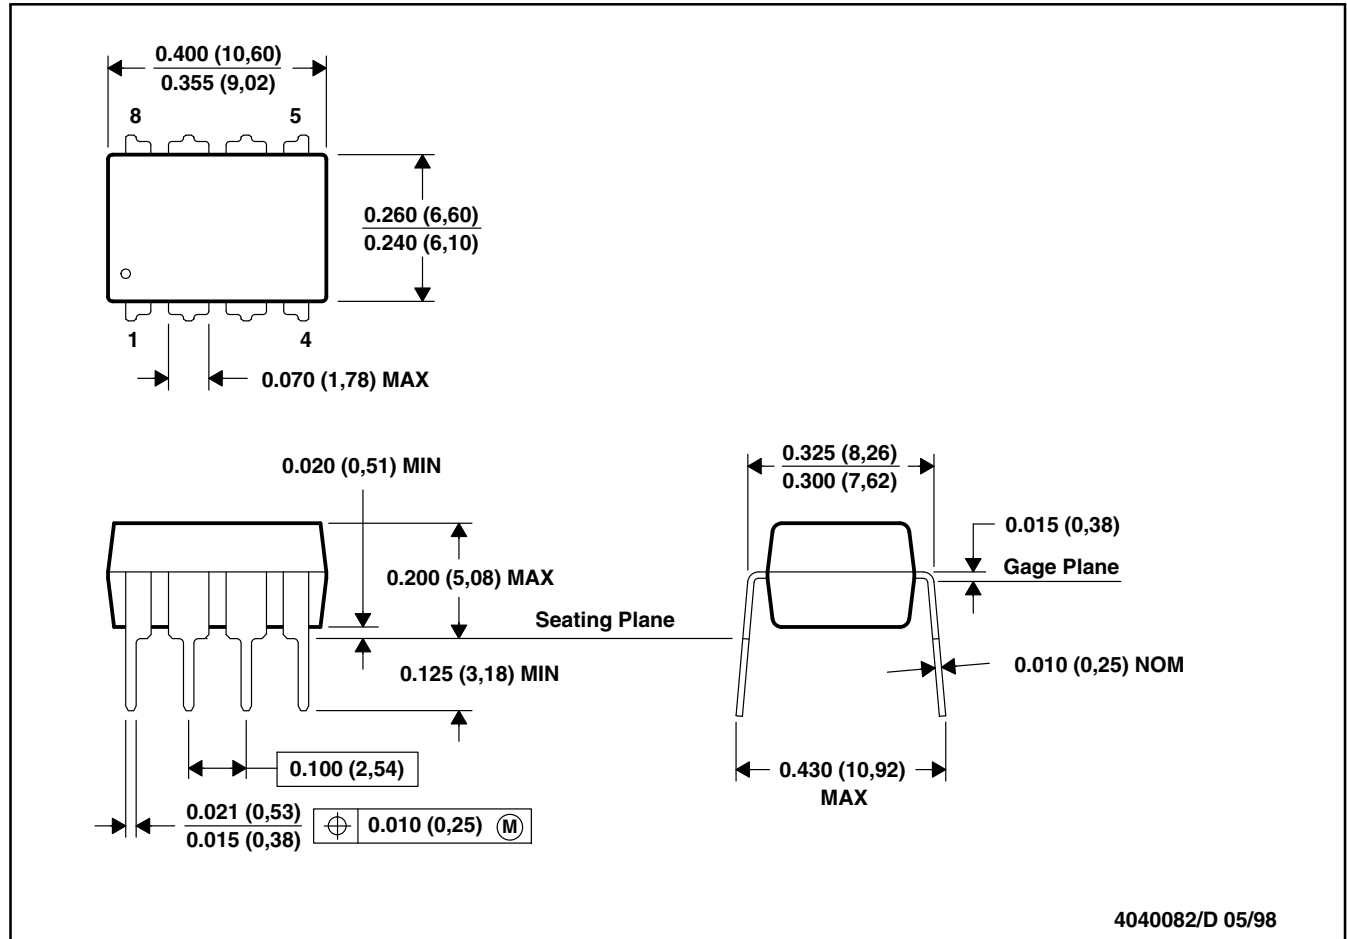 0.400 (10,60)
0.355 (9,02)
8
5
0.260 (6,60)
0.240 (6,10)
1
4
0.070 (1,78) MAX
0.020 (0,51) MIN
0.325 (8,26)
0.300 (7,62)
0.015 (0,38)
0.200 (5,08) MAX
Gage Plane
Seating Plane
0.125 (3,18) MIN
0.010 (0,25) NOM
0.100 (2,54)
0.430 (10,92)
MAX
0.021 (0,53)
0.015 (0,38)
0.010 (0,25) M
4040082/D 05/98